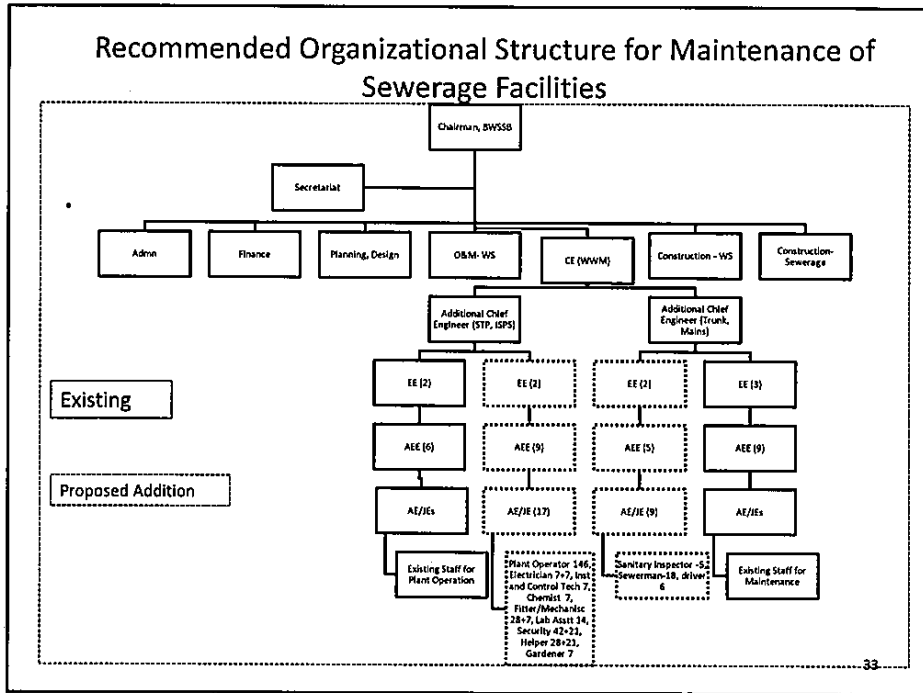 Recommended Organizational Structure for Maintenance of
Sewerage Facilities
Chairman, BWSSB
Secretariat
Admn
Finance
Planning, Design
O&M- WS
CE (WWM)
Construction - WS
Construction-
Sewerage
Additional Chief
Engineer (STP, ISPS)
Additional Chief
Engineer (Trunk,
Mains)
EE (2)
EE (2)
EE (2)
EE (3)
Existing
AEE (6)
AEE (9)
AEE (5)
AEE (9)
Proposed Addition
AE/JEs
AE/JE (17)
AE/JE (9)
AE/JEs
Existing Staff for
Plant Operation
Plant Operator 146,
Electrician 7+7, Inst
and Control Tech 7,
Chemist 7,
Fitter/Mechanisc
28+7, Lab Asstt 14,
Security 42+21,
Helper 28+21,
Gardener 7
Sanitary Inspector -5,
Sewerman-18, driver
6
Existing Staff for
Maintenance
33